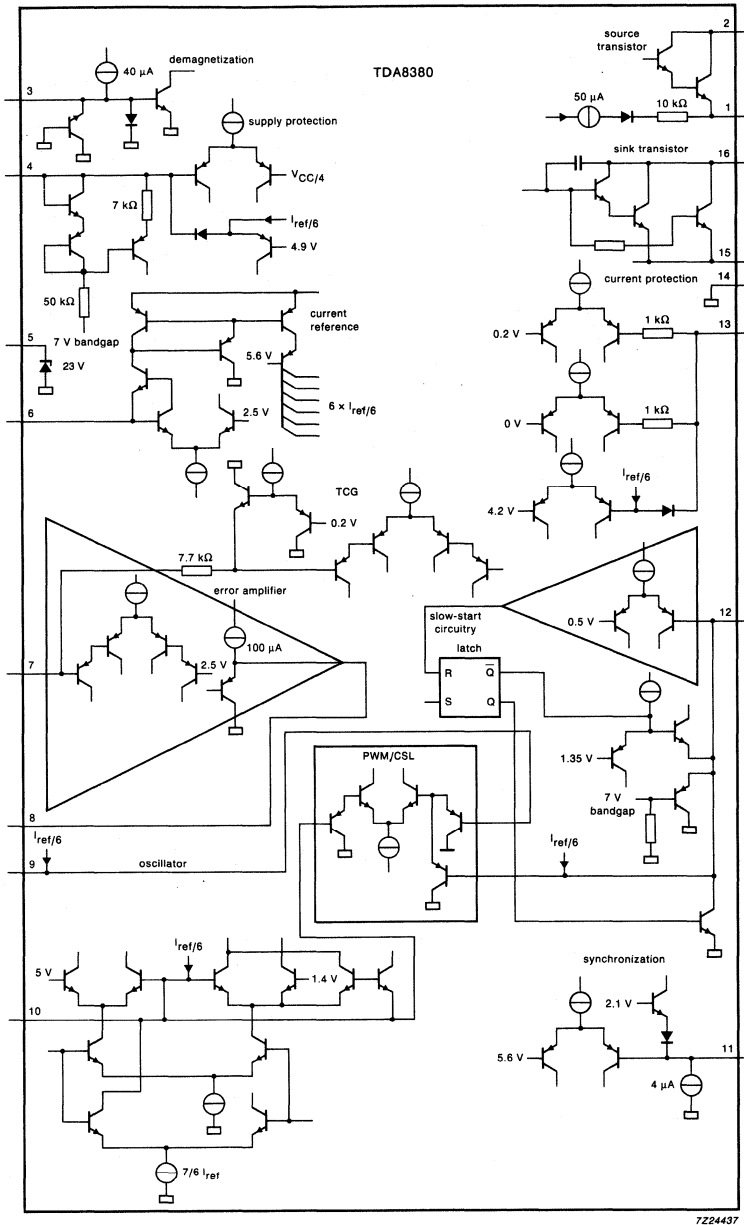 TDA8380
demagnetization
40 µA
3
supply protection
4
VCC/4
7 kΩ
Iref/6
4.9 V
50 kΩ
7 V bandgap
5
23 V
current
reference
5.6 V
6 x Iref/6
6
2.5 V
source
transistor
2
50 µA
10 kΩ
1
sink transistor
16
15
14
current protection
0.2 V
1 kΩ
13
0 V
1 kΩ
4.2 V
Iref/6
TCG
0.2 V
7.7 kΩ
error amplifier
100 µA
7
2.5 V
8
slow-start
circuitry
0.5 V
12
latch
R
Q
S
Q
1.35 V
7 V
bandgap
PWM/CSL
Iref/6
9
oscillator
Iref/6
5 V
Iref/6
1.4 V
10
7/6 Iref
synchronization
2.1 V
5.6 V
11
4 µA
7Z24437